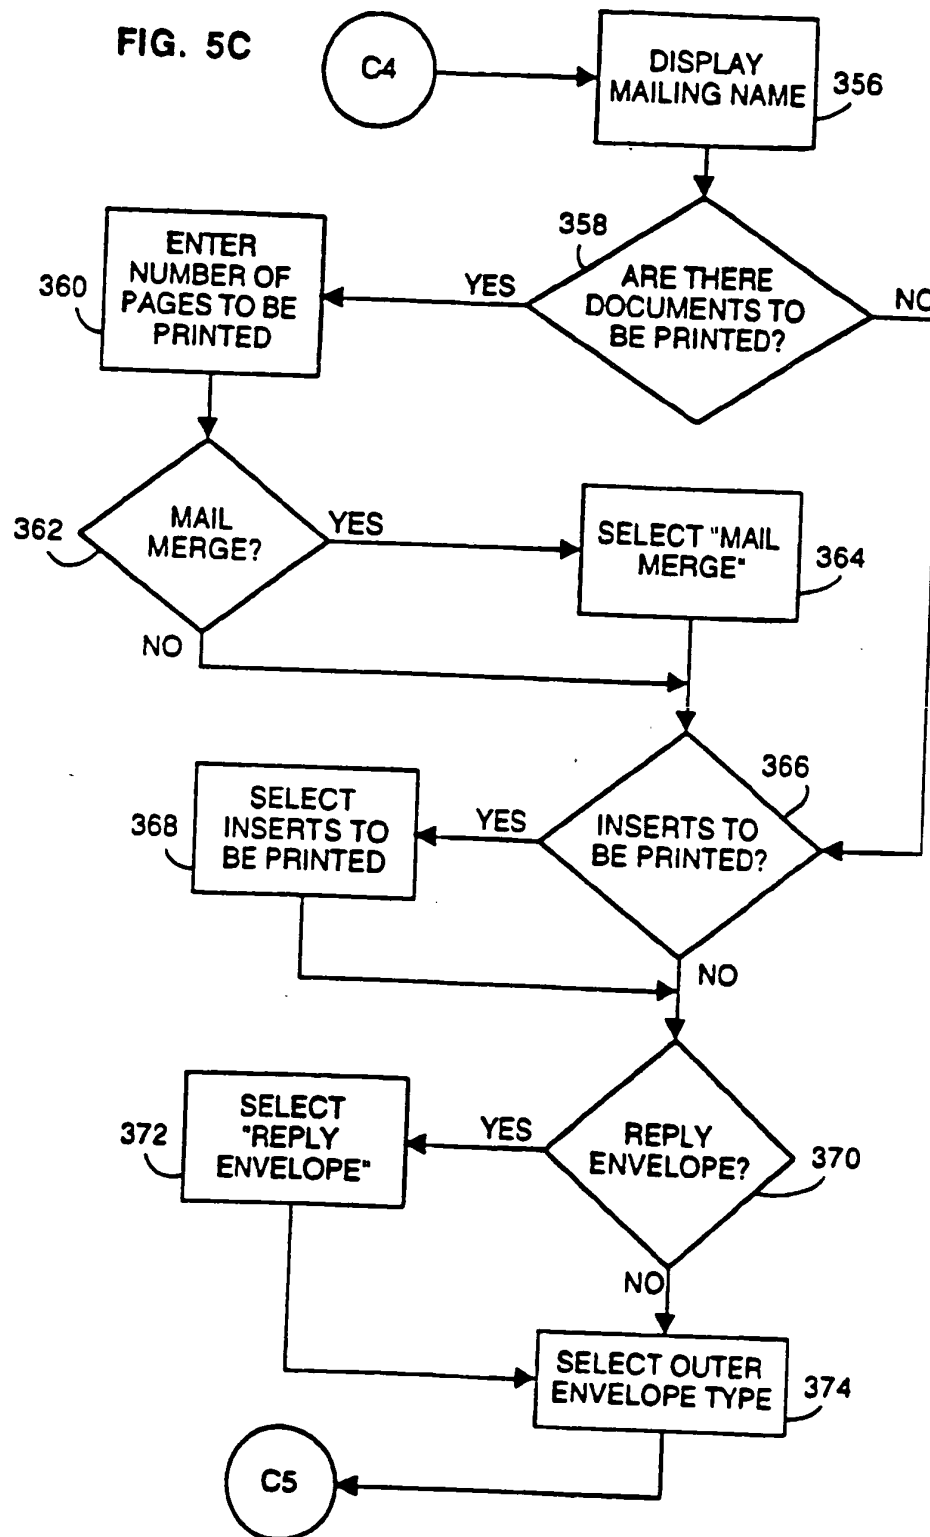 FIG. 5C
C4
DISPLAY
MAILING NAME
356
358
ARE THERE
DOCUMENTS TO
BE PRINTED?
YES
NO
ENTER
NUMBER OF
PAGES TO BE
PRINTED
360
362
MAIL
MERGE?
YES
NO
SELECT "MAIL
MERGE"
364
366
INSERTS TO
BE PRINTED?
YES
NO
368
SELECT
INSERTS TO
BE PRINTED
REPLY
ENVELOPE?
370
YES
NO
372
SELECT
"REPLY
ENVELOPE"
SELECT OUTER
ENVELOPE TYPE
374
C5